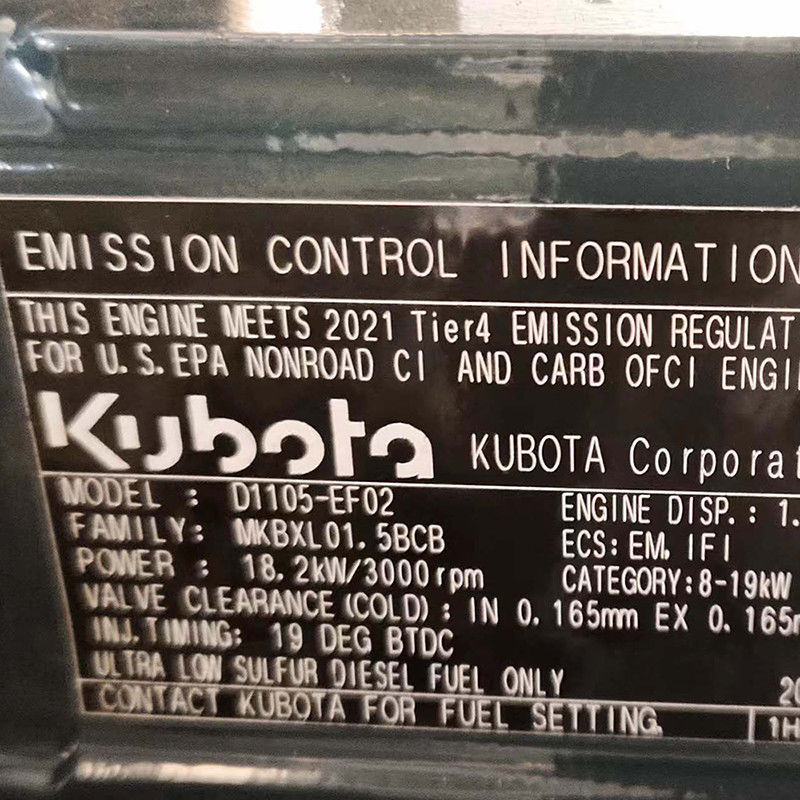 EMISSION CONTROL INFORMATION
THIS ENGINE MEETS 2021 Tier4 EMISSION REGULAT
FOR U.S.EPA NONROAD CI AND CARB OFCI ENGI
Kubota KUBOTA Corporat
MODEL : D1105-EF02 ENGINE DISP. : 1.
FAMILY: MKBXL01.5BCB ECS: EM, IFI
POWER : 18.2kW/3000rpm CATEGORY:8-19kW
VALVE CLEARANCE (COLD) : IN 0.165mm EX 0.165m
INJ.TIMING: 19 DEG BTDC
ULTRA LOW SULFUR DIESEL FUEL ONLY 20
CONTACT KUBOTA FOR FUEL SETTING. 1H